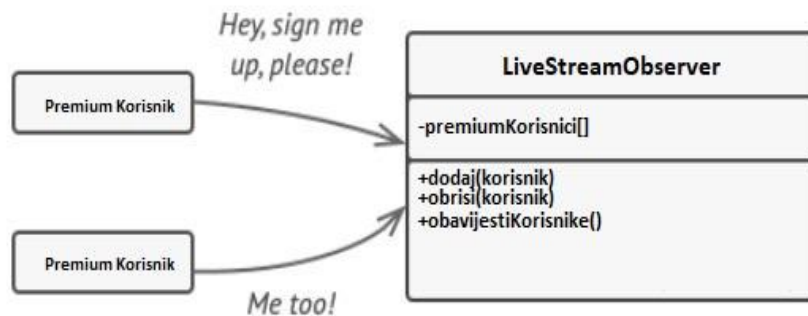 Hey, sign me
up, please!
Premium Korisnik
LiveStreamObserver
-premiumKorisnici[]
+dodaj(korisnik)
+obrisi(korisnik)
+obavijestiKorisnike()
Premium Korisnik
Me too!